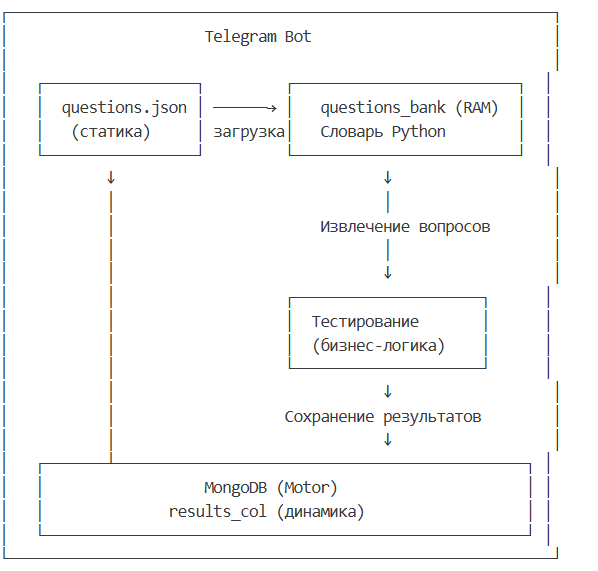 Telegram Bot
questions.json
(статика)
загрузка
questions_bank (RAM)
Словарь Python
Извлечение вопросов
Тестирование
(бизнес-логика)
Сохранение результатов
MongoDB (Motor)
results_col (динамика)